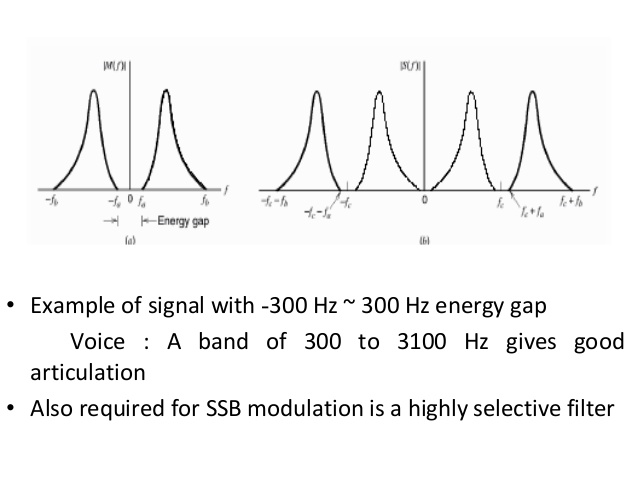 |M(f)|
|S(f)|
-fb -fa 0 fa fb f
-fc-fb -fc-fa -fc 0 fc fc+fa fc+fb f
Energy gap
(a)
(b)
• Example of signal with -300 Hz ~ 300 Hz energy gap
Voice : A band of 300 to 3100 Hz gives good
articulation
• Also required for SSB modulation is a highly selective filter